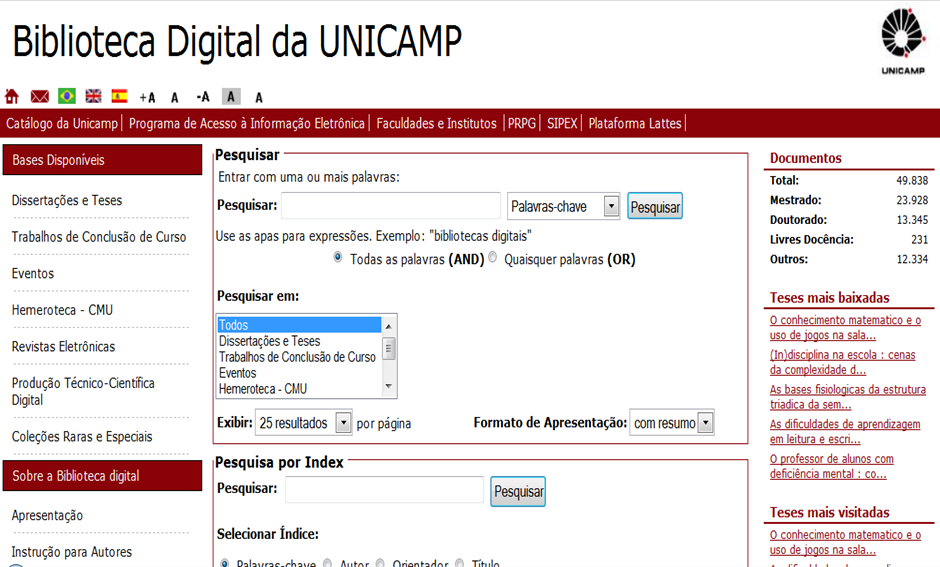 Biblioteca Digital da UNICAMP
UNICAMP
+A A -A A A
Catálogo da Unicamp| Programa de Acesso à Informação Eletrônica| Faculdades e Institutos |PRPG| SIPEX| Plataforma Lattes|
Bases Disponíveis
Dissertações e Teses
Trabalhos de Conclusão de Curso
Eventos
Hemeroteca - CMU
Revistas Eletrônicas
Produção Técnico-Científica
Digital
Coleções Raras e Especiais
Sobre a Biblioteca digital
Apresentação
Instrução para Autores
Pesquisar
Entrar com uma ou mais palavras:
Pesquisar: Palavras-chave Pesquisar
Use as apas para expressões. Exemplo: "bibliotecas digitais"
Todas as palavras (AND) Quaisquer palavras (OR)
Pesquisar em:
Todos
Dissertações e Teses
Trabalhos de Conclusão de Curso
Eventos
Hemeroteca - CMU
Exibir: 25 resultados por página Formato de Apresentação: com resumo
Pesquisa por Index
Pesquisar: Pesquisar
Selecionar Índice:
Palavras-chave Autor Orientador Título
Documentos
Total: 49.838
Mestrado: 23.928
Doutorado: 13.345
Livres Docência: 231
Outros: 12.334
Teses mais baixadas
O conhecimento matematico e o
uso de jogos na sala...
(In)disciplina na escola : cenas
da complexidade d...
As bases fisiologicas da estrutura
triadica da sem...
As dificuldades de aprendizagem
em leitura e escri...
O professor de alunos com
deficiência mental : co...
Teses mais visitadas
O conhecimento matematico e o
uso de jogos na sala...